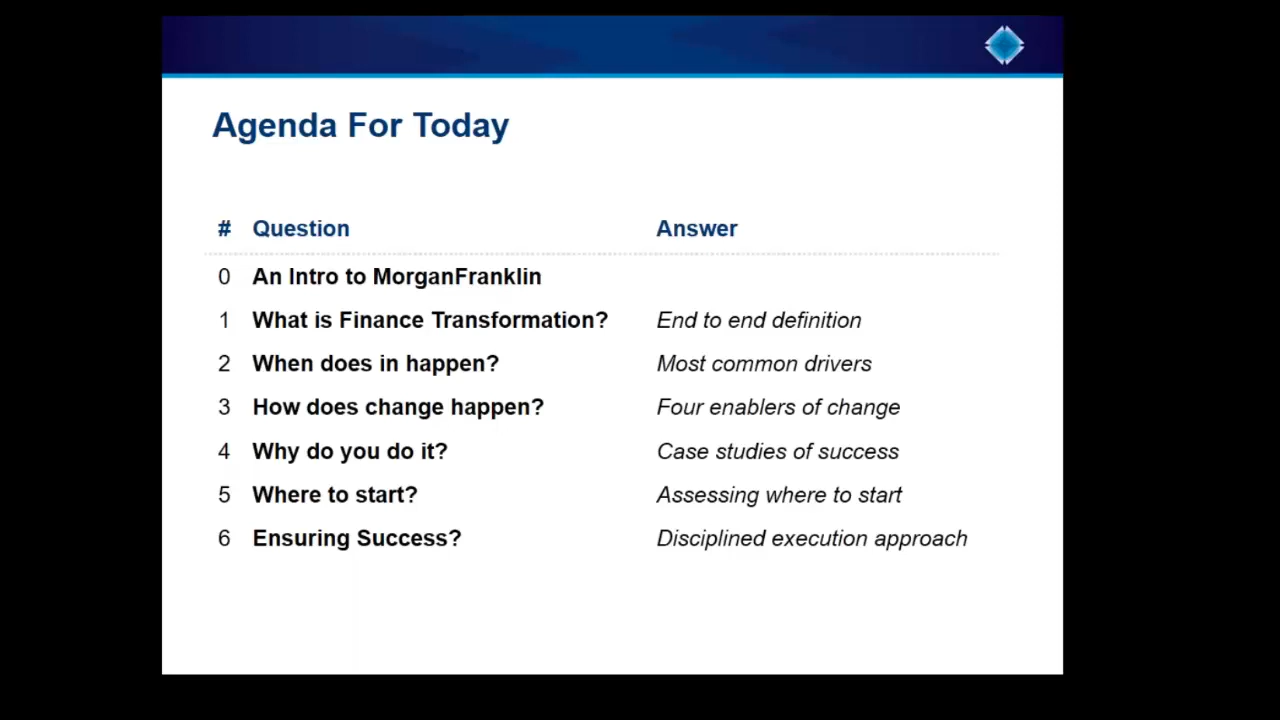 Agenda For Today
# Question Answer
0 An Intro to MorganFranklin
1 What is Finance Transformation? End to end definition
2 When does in happen? Most common drivers
3 How does change happen? Four enablers of change
4 Why do you do it? Case studies of success
5 Where to start? Assessing where to start
6 Ensuring Success? Disciplined execution approach